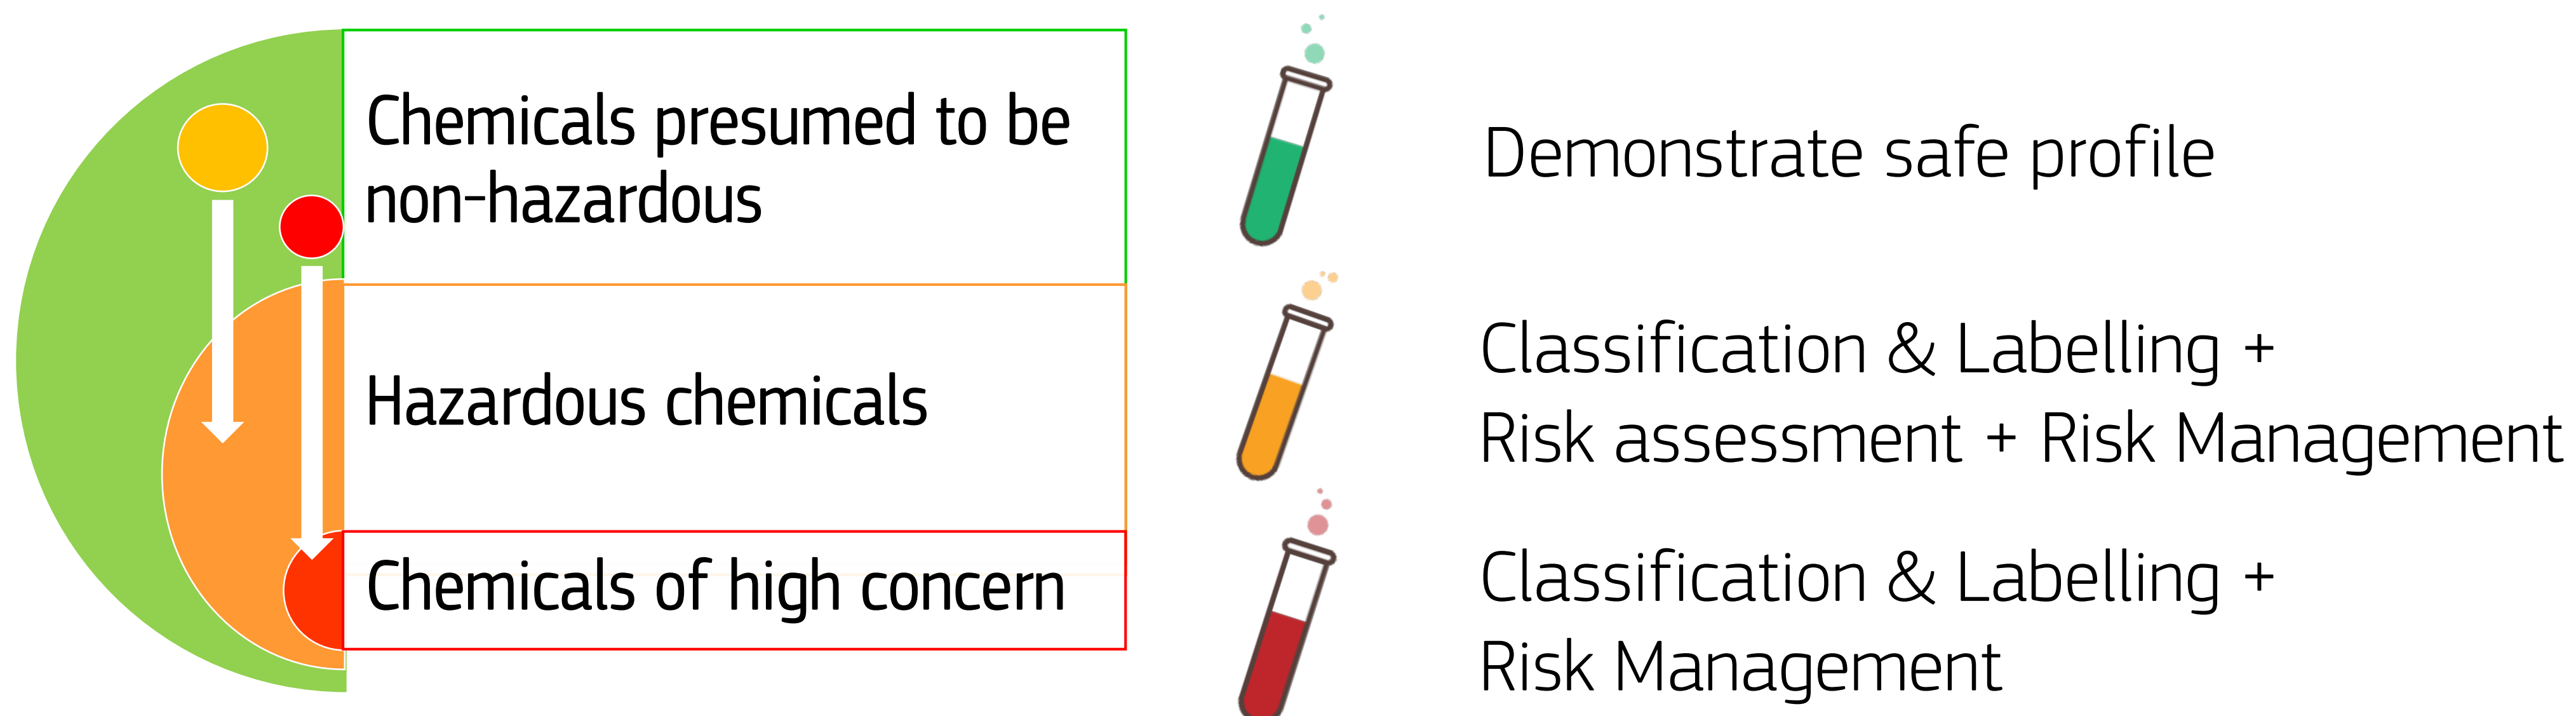 Chemicals presumed to be
non-hazardous
Demonstrate safe profile
Hazardous chemicals
Classification & Labelling +
Risk assessment + Risk Management
Chemicals of high concern
Classification & Labelling +
Risk Management